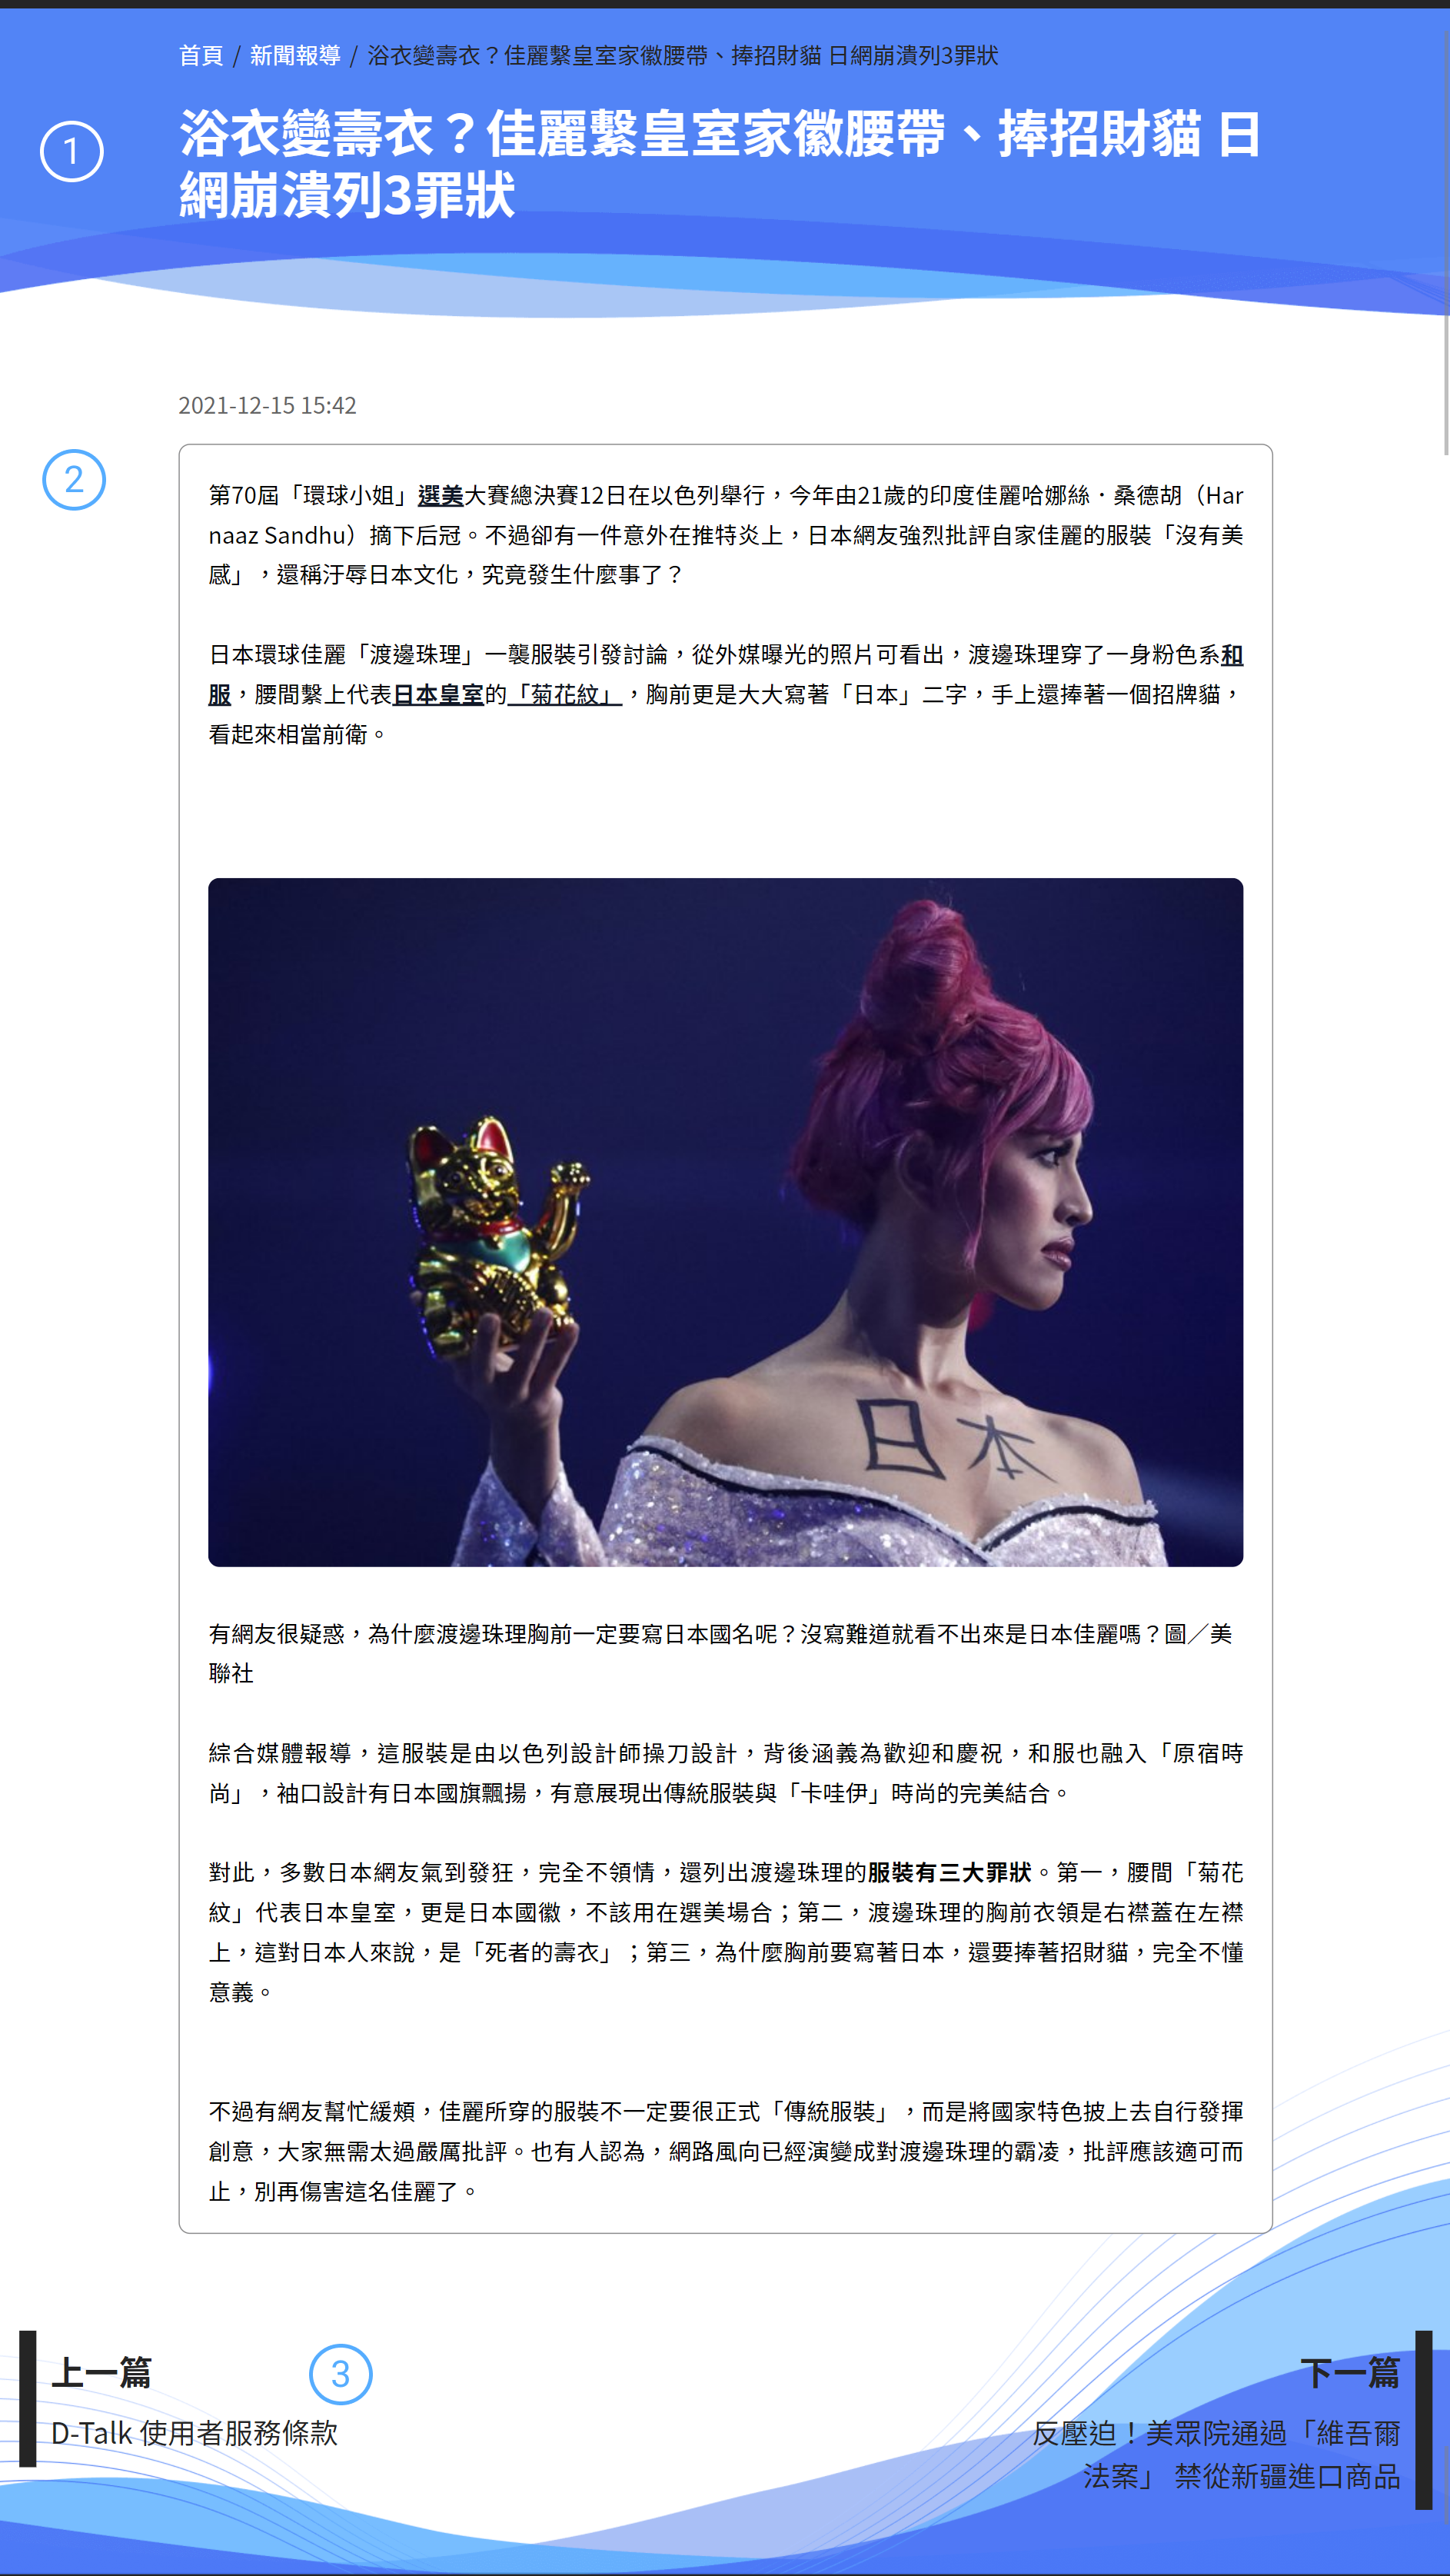 首頁 / 新聞報導 / 浴衣變壽衣？佳麗繫皇室家徽腰帶、捧招財貓 日網崩潰列3罪狀
1
浴衣變壽衣？佳麗繫皇室家徽腰帶、捧招財貓 日
網崩潰列3罪狀
2021-12-15 15:42
2
第70屆「環球小姐」選美大賽總決賽12日在以色列舉行，今年由21歲的印度佳麗哈娜絲．桑德胡（Har
naaz Sandhu）摘下后冠。不過卻有一件意外在推特炎上，日本網友強烈批評自家佳麗的服裝「沒有美
感」，還稱汙辱日本文化，究竟發生什麼事了？
日本環球佳麗「渡邊珠理」一襲服裝引發討論，從外媒曝光的照片可看出，渡邊珠理穿了一身粉色系和
服，腰間繫上代表日本皇室的「菊花紋」，胸前更是大大寫著「日本」二字，手上還捧著一個招牌貓，
看起來相當前衛。
日本
有網友很疑惑，為什麼渡邊珠理胸前一定要寫日本國名呢？沒寫難道就看不出來是日本佳麗嗎？圖／美
聯社
綜合媒體報導，這服裝是由以色列設計師操刀設計，背後涵義為歡迎和慶祝，和服也融入「原宿時
尚」，袖口設計有日本國旗飄揚，有意展現出傳統服裝與「卡哇伊」時尚的完美結合。
對此，多數日本網友氣到發狂，完全不領情，還列出渡邊珠理的服裝有三大罪狀。第一，腰間「菊花
紋」代表日本皇室，更是日本國徽，不該用在選美場合；第二，渡邊珠理的胸前衣領是右襟蓋在左襟
上，這對日本人來說，是「死者的壽衣」；第三，為什麼胸前要寫著日本，還要捧著招財貓，完全不懂
意義。
不過有網友幫忙緩頰，佳麗所穿的服裝不一定要很正式「傳統服裝」，而是將國家特色披上去自行發揮
創意，大家無需太過嚴厲批評。也有人認為，網路風向已經演變成對渡邊珠理的霸凌，批評應該適可而
止，別再傷害這名佳麗了。
上一篇
3
D-Talk 使用者服務條款
下一篇
反壓迫！美眾院通過「維吾爾
法案」 禁從新疆進口商品